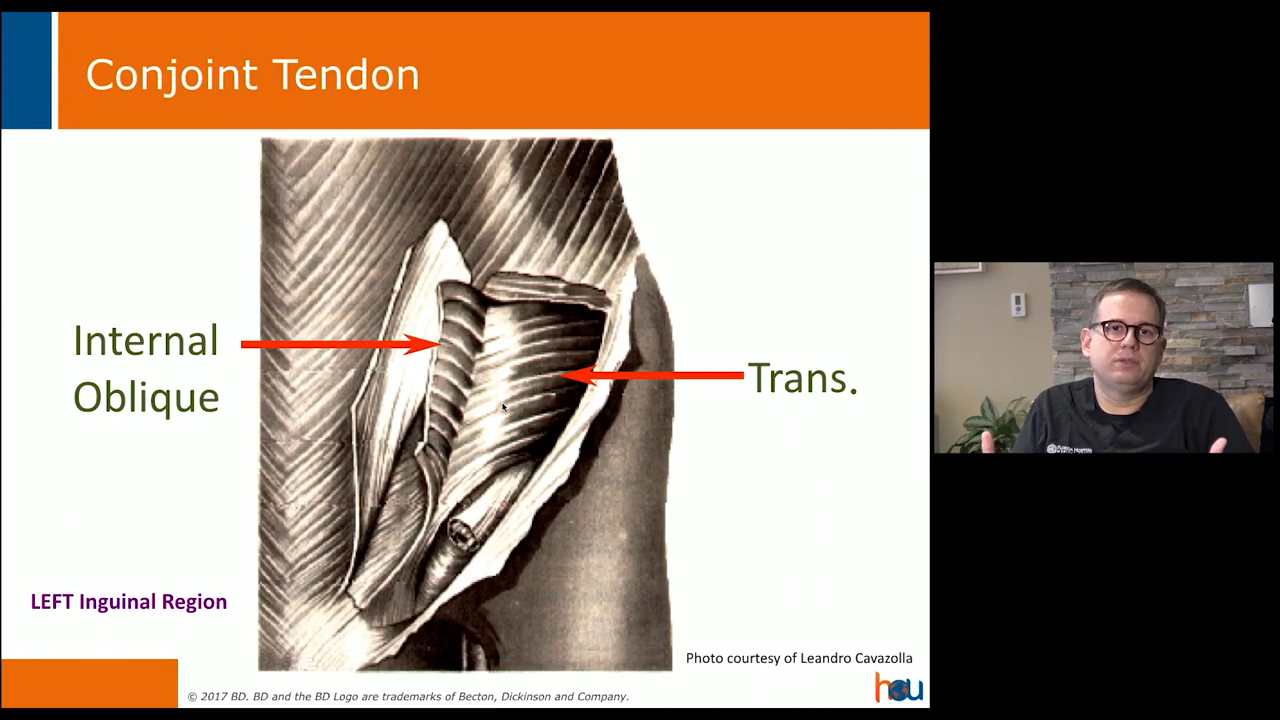 Conjoint Tendon
Internal
Oblique
Trans.
LEFT Inguinal Region
Photo courtesy of Leandro Cavazolla
© 2017 BD. BD and the BD Logo are trademarks of Becton, Dickinson and Company.
hou